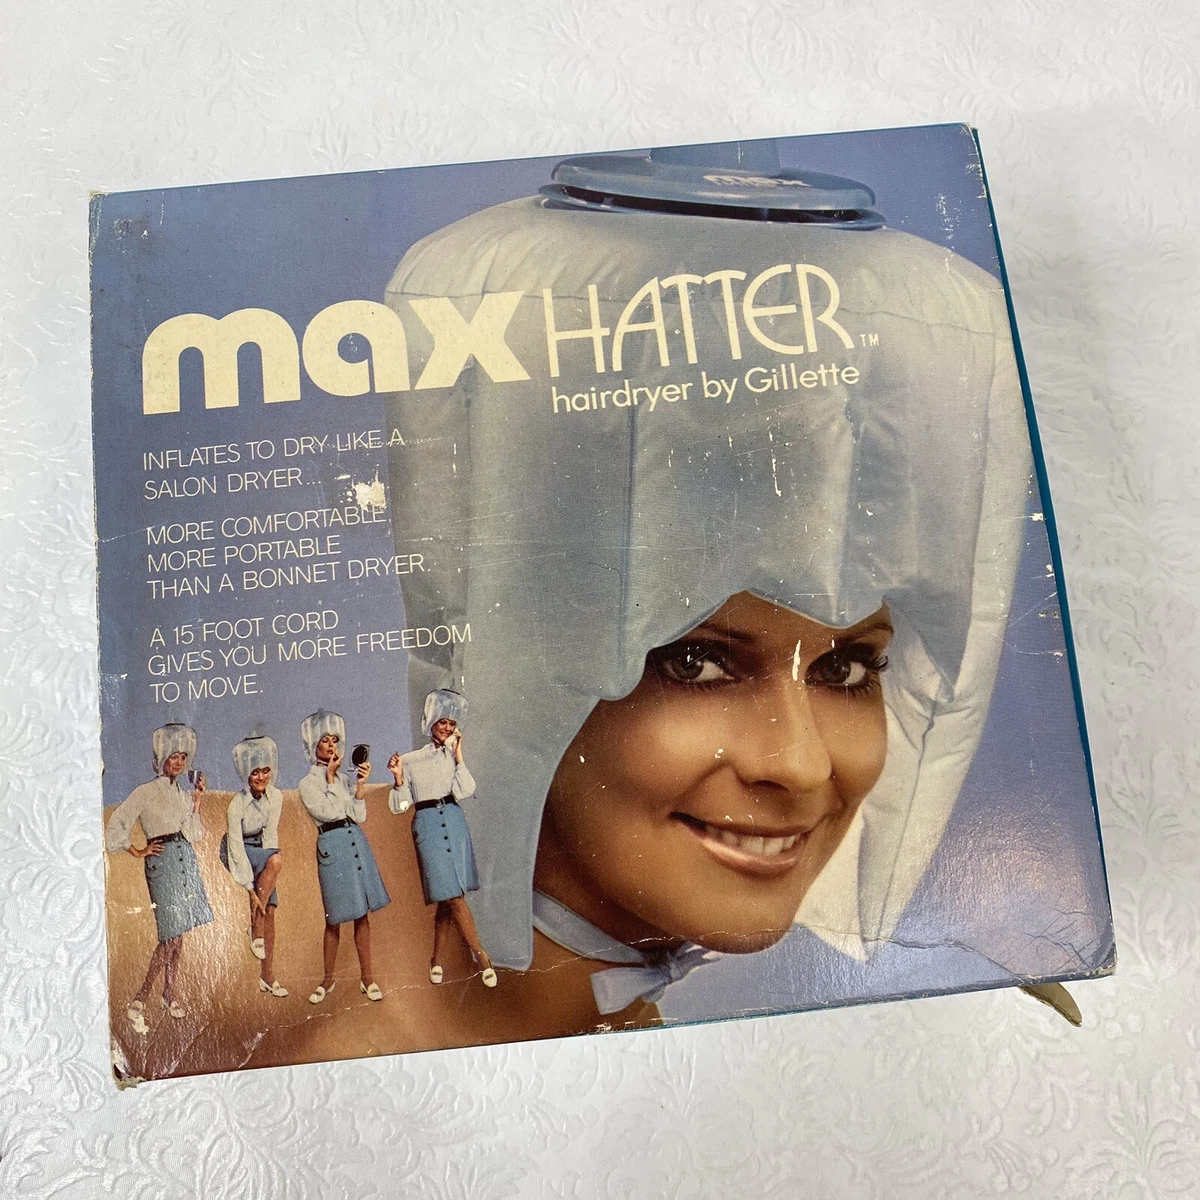 max
max HATTER™
hairdryer by Gillette
INFLATES TO DRY LIKE A
SALON DRYER...
MORE COMFORTABLE,
MORE PORTABLE
THAN A BONNET DRYER.
A 15 FOOT CORD
GIVES YOU MORE FREEDOM
TO MOVE.